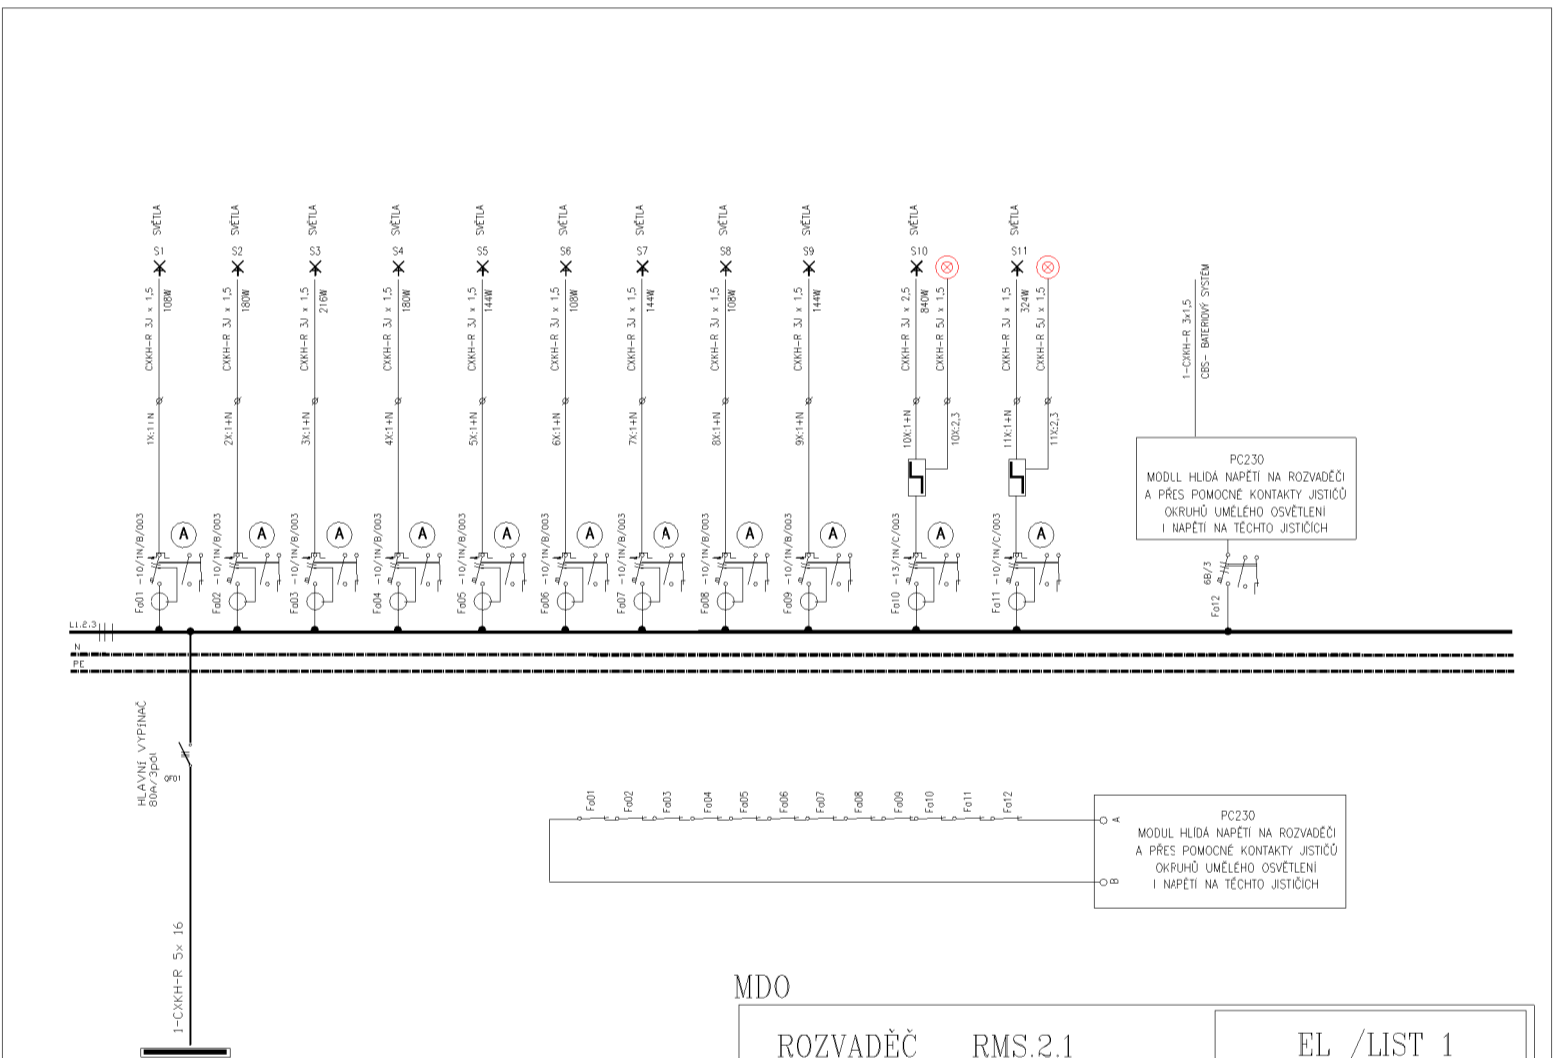 SVĚTLA
S1
CXKH-R 3J x 1,5
108W
1X:1+N
A
Fa01 -10/1N/B/003
SVĚTLA
S2
CXKH-R 3J x 1,5
180W
2X:1+N
A
Fa02 -10/1N/B/003
SVĚTLA
S3
CXKH-R 3J x 1,5
216W
3X:1+N
A
Fa03 -10/1N/B/003
SVĚTLA
S4
CXKH-R 3J x 1,5
180W
4X:1+N
A
Fa04 -10/1N/B/003
SVĚTLA
S5
CXKH-R 3J x 1,5
144W
5X:1+N
A
Fa05 -10/1N/B/003
SVĚTLA
S6
CXKH-R 3J x 1,5
108W
6X:1+N
A
Fa06 -10/1N/B/003
SVĚTLA
S7
CXKH-R 3J x 1,5
144W
7X:1+N
A
Fa07 -10/1N/B/003
SVĚTLA
S8
CXKH-R 3J x 1,5
108W
8X:1+N
A
Fa08 -10/1N/B/003
SVĚTLA
S9
CXKH-R 3J x 1,5
144W
9X:1+N
A
Fa09 -10/1N/B/003
SVĚTLA
S10
CXKH-R 3J x 2,5
840W
CXKH-R 5J x 1,5
10X:1+N
10X:2,3
A
Fa10 -13/1N/C/003
SVĚTLA
S11
CXKH-R 3J x 1,5
324W
CXKH-R 5J x 1,5
11X:1+N
11X:2,3
A
Fa11 -10/1N/C/003
1-CXKH-R 3x1,5
CBS- BATERIOVÝ SYSTÉM
PC230
MODUL HLÍDÁ NAPĚTÍ NA ROZVADĚČI
A PŘES POMOCNÉ KONTAKTY JISTIČŮ
OKRUHŮ UMĚLÉHO OSVĚTLENÍ
I NAPĚTÍ NA TĚCHTO JISTIČÍCH
6B/3
Fa12
L1.2.3
N
PE
HLAVNÍ VYPÍNAČ
80A/3pól
QF01
1-CXKH-R 5x 16
Fa01
Fa02
Fa03
Fa04
Fa05
Fa06
Fa07
Fa08
Fa09
Fa10
Fa11
Fa12
A
B
PC230
MODUL HLÍDÁ NAPĚTÍ NA ROZVADĚČI
A PŘES POMOCNÉ KONTAKTY JISTIČŮ
OKRUHŮ UMĚLÉHO OSVĚTLENÍ
I NAPĚTÍ NA TĚCHTO JISTIČÍCH
MDO
ROZVADĚČ RMS.2.1
EL /LIST 1